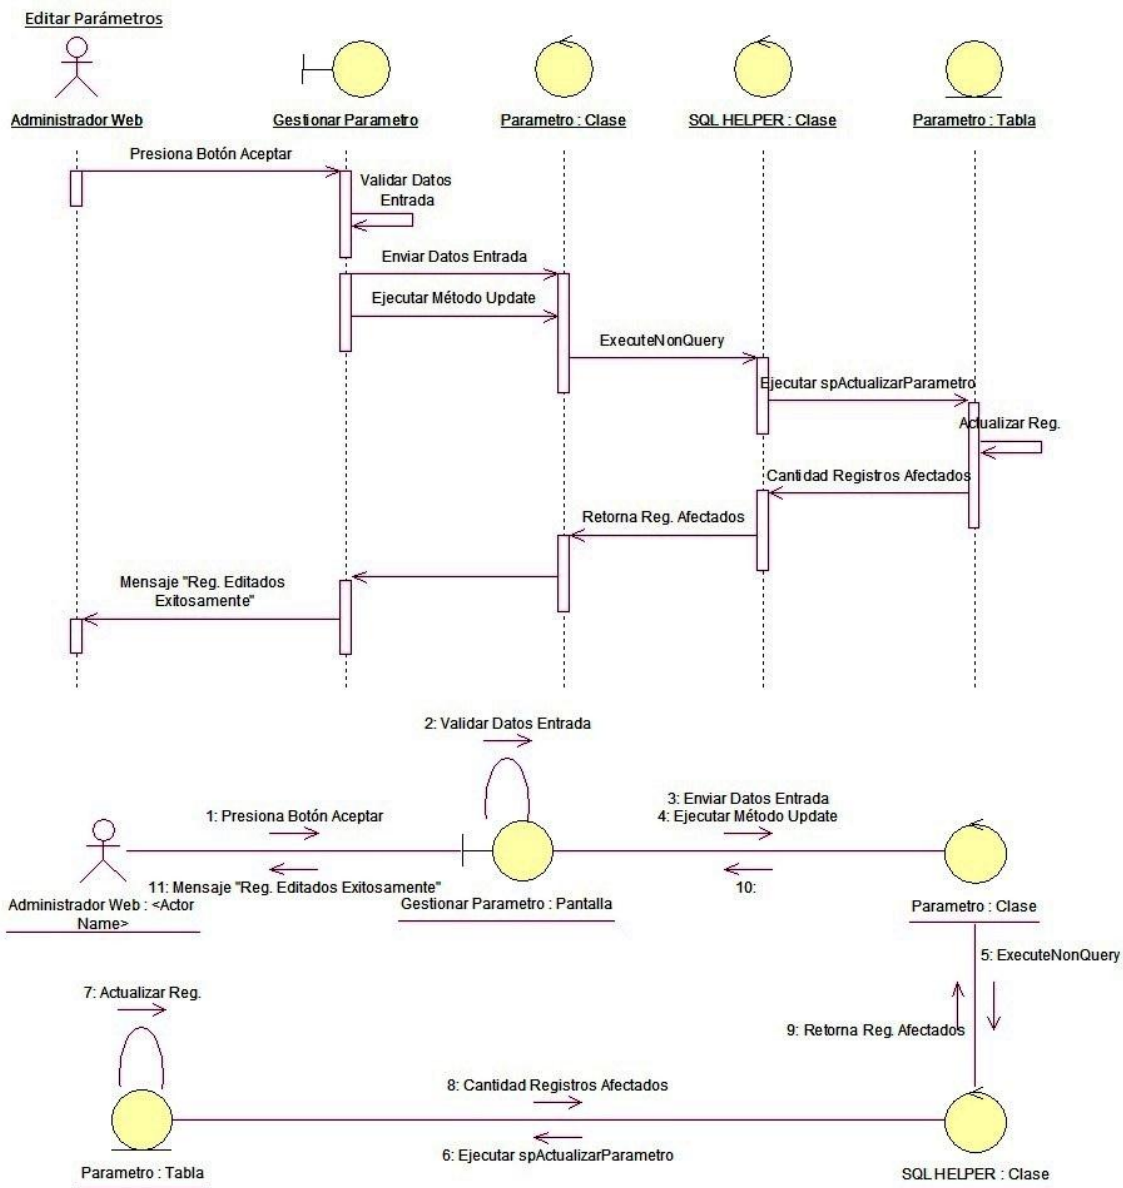 Editar Parámetros
Administrador Web
Gestionar Parametro
Parametro : Clase
SQL HELPER : Clase
Parametro : Tabla
Presiona Botón Aceptar
Validar Datos
Entrada
Enviar Datos Entrada
Ejecutar Método Update
ExecuteNonQuery
Ejecutar spActualizarParametro
Actualizar Reg.
Cantidad Registros Afectados
Retorna Reg. Afectados
Mensaje "Reg. Editados
Exitosamente"
2: Validar Datos Entrada
1: Presiona Botón Aceptar
3: Enviar Datos Entrada
4: Ejecutar Método Update
11: Mensaje "Reg. Editados Exitosamente"
10:
Administrador Web : <Actor
Name>
Gestionar Parametro : Pantalla
Parametro : Clase
5: ExecuteNonQuery
7: Actualizar Reg.
9: Retorna Reg. Afectados
8: Cantidad Registros Afectados
6: Ejecutar spActualizarParametro
Parametro : Tabla
SQL HELPER : Clase